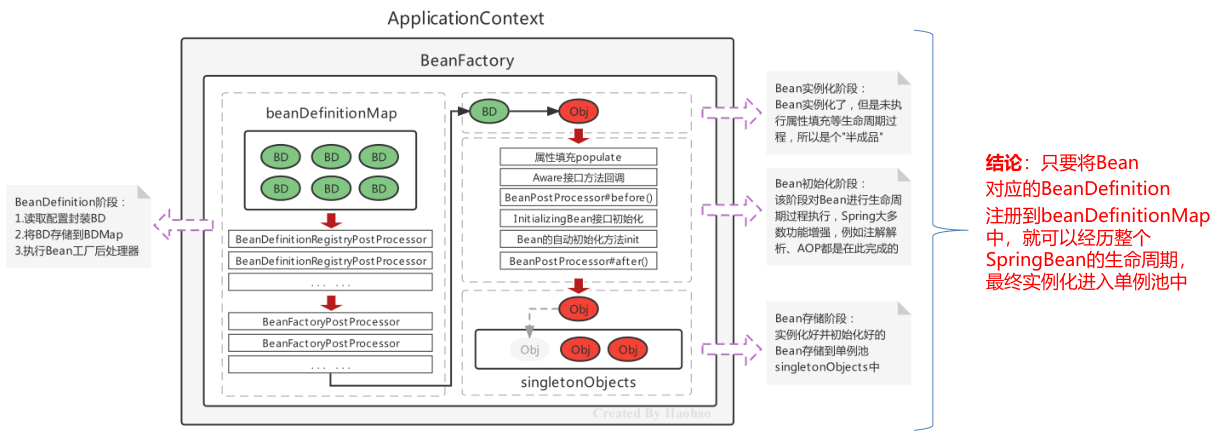 ApplicationContext
BeanFactory
beanDefinitionMap
BD BD BD
BD BD BD
BeanDefinitionRegistryPostProcessor
BeanDefinitionRegistryPostProcessor
... ...
BeanFactoryPostProcessor
BeanFactoryPostProcessor
... ...
BeanDefinition阶段：
1.读取配置封装BD
2.将BD存储到BDMap
3.执行Bean工厂后处理器
BD
Obj
属性填充populate
Aware接口方法回调
BeanPostProcessor#before()
InitializingBean接口初始化
Bean的自动初始化方法init
BeanPostProcessor#after()
Obj
Obj Obj Obj
singletonObjects
Created By Haohao
Bean实例化阶段：
Bean实例化了，但是未执
行属性填充等生命周期过
程，所以是个"半成品"
Bean初始化阶段：
该阶段对Bean进行生命周
期过程执行，Spring大多
数功能增强，例如注解解
析、AOP都是在此完成的
Bean存储阶段：
实例化好并初始化好的
Bean存储到单例池
singletonObjects中
结论：只要将Bean
对应的BeanDefinition
注册到beanDefinitionMap
中，就可以经历整个
SpringBean的生命周期，
最终实例化进入单例池中